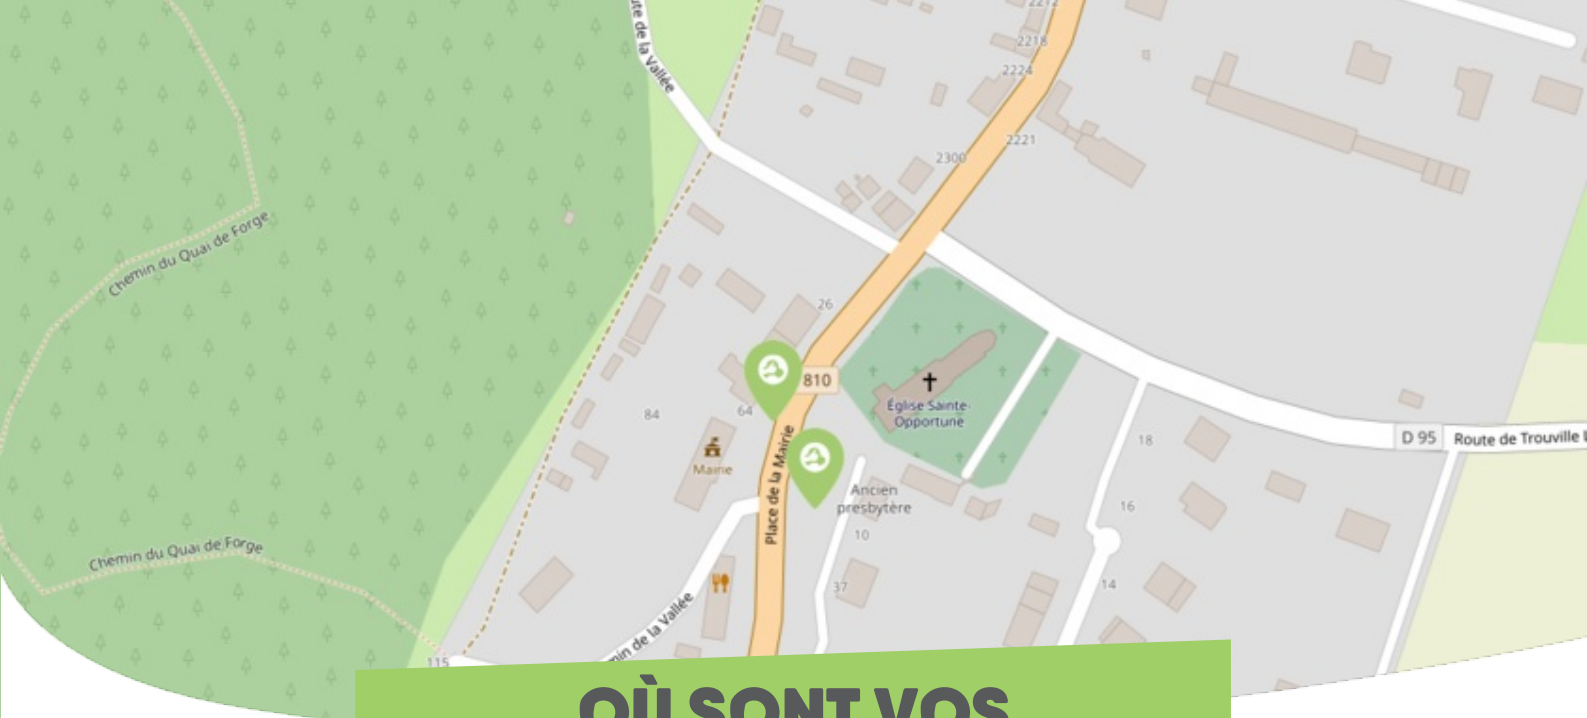 2212
ute de la Vallée
2218
2224
2221
2300
Chemin du Quai de Forge
26
810
Église Sainte-
Opportune
64
84
Mairie
Place de la Mairie
D 95
Route de Trouville L
18
Ancien
presbytère
16
10
Chemin du Quai de Forge
37
14
min de la Vallée
115
OÙ SONT VOS